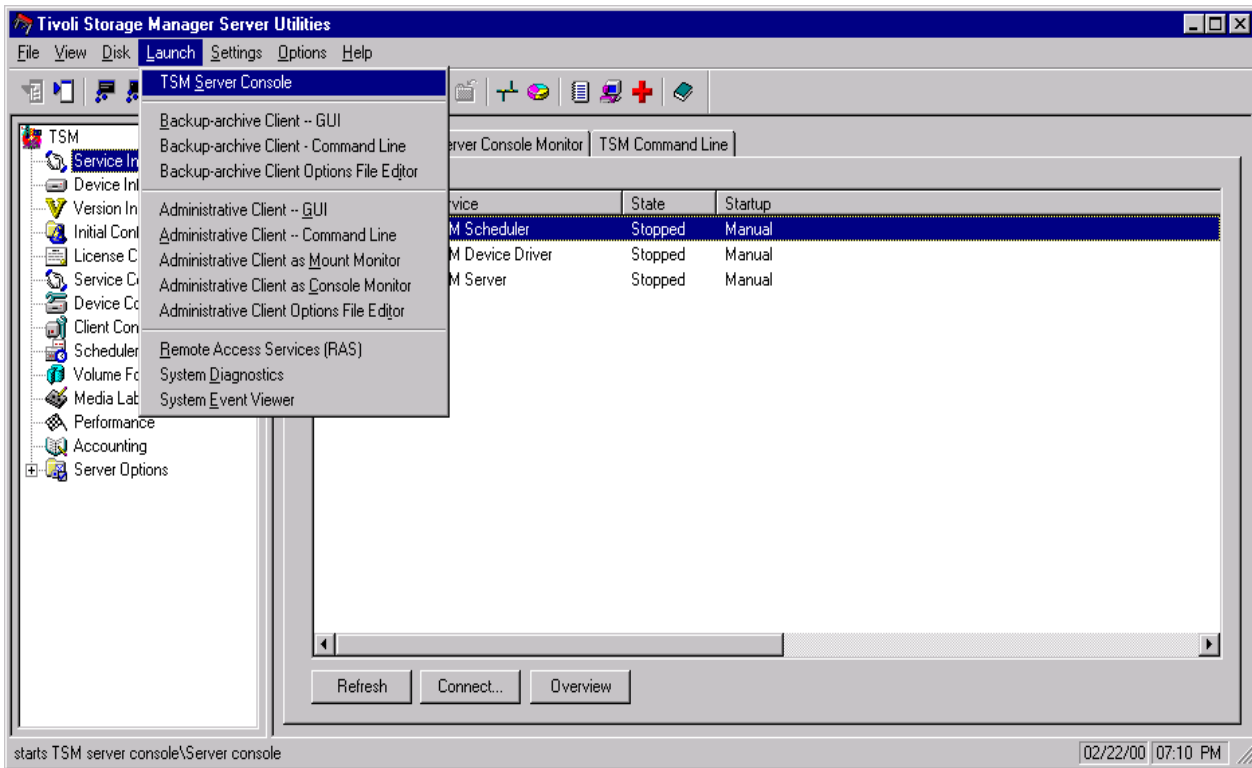 Tivoli Storage Manager Server Utilities
File View Disk Launch Settings Options Help
TSM Server Console
Backup-archive Client -- GUI
Backup-archive Client - Command Line
Backup-archive Client Options File Editor
Administrative Client -- GUI
Administrative Client -- Command Line
Administrative Client as Mount Monitor
Administrative Client as Console Monitor
Administrative Client Options File Editor
Remote Access Services (RAS)
System Diagnostics
System Event Viewer
TSM
Service In
Device Inf
Version In
Initial Conf
License C
Service Co
Device Co
Client Con
Scheduler
Volume Fo
Media Lab
Performance
Accounting
Server Options
erver Console Monitor TSM Command Line
rvice State Startup
M Scheduler Stopped Manual
M Device Driver Stopped Manual
M Server Stopped Manual
Refresh Connect... Overview
starts TSM server console\Server console 02/22/00 07:10 PM